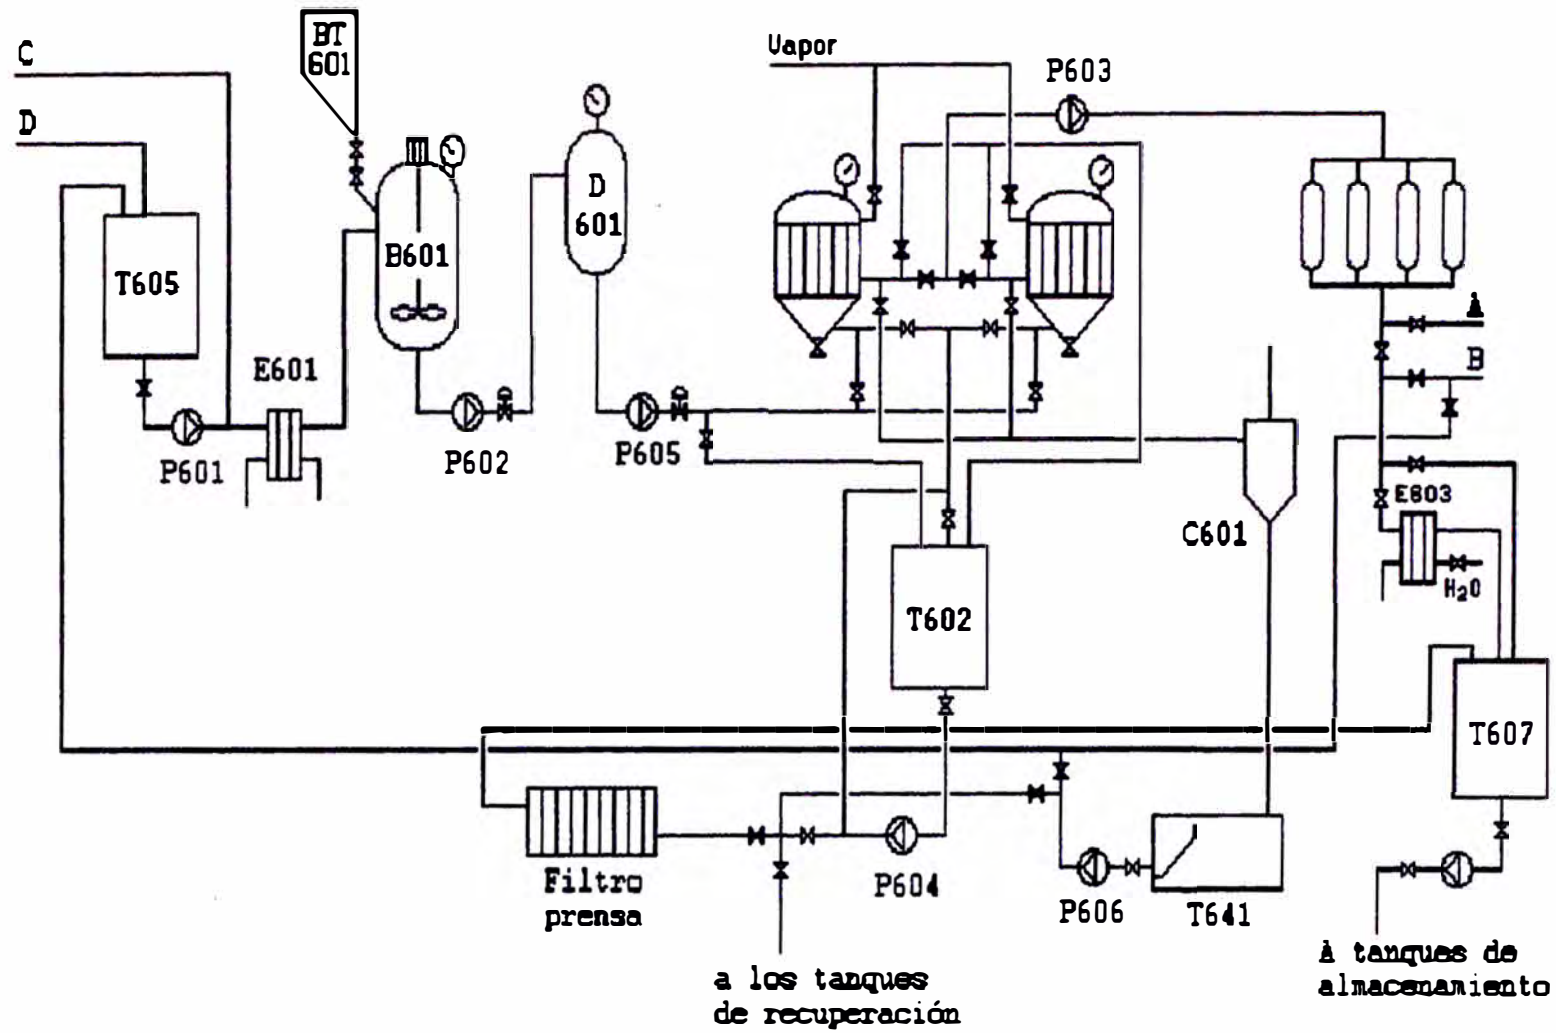 C
D
BT
601
T605
P601
E601
B601
P602
D
601
P605
Vapor
P603
A
B
E603
H2O
C601
T602
T607
Filtro
prensa
P604
P606
T641
a los tanques
de recuperación
À tanques de
almacenamiento